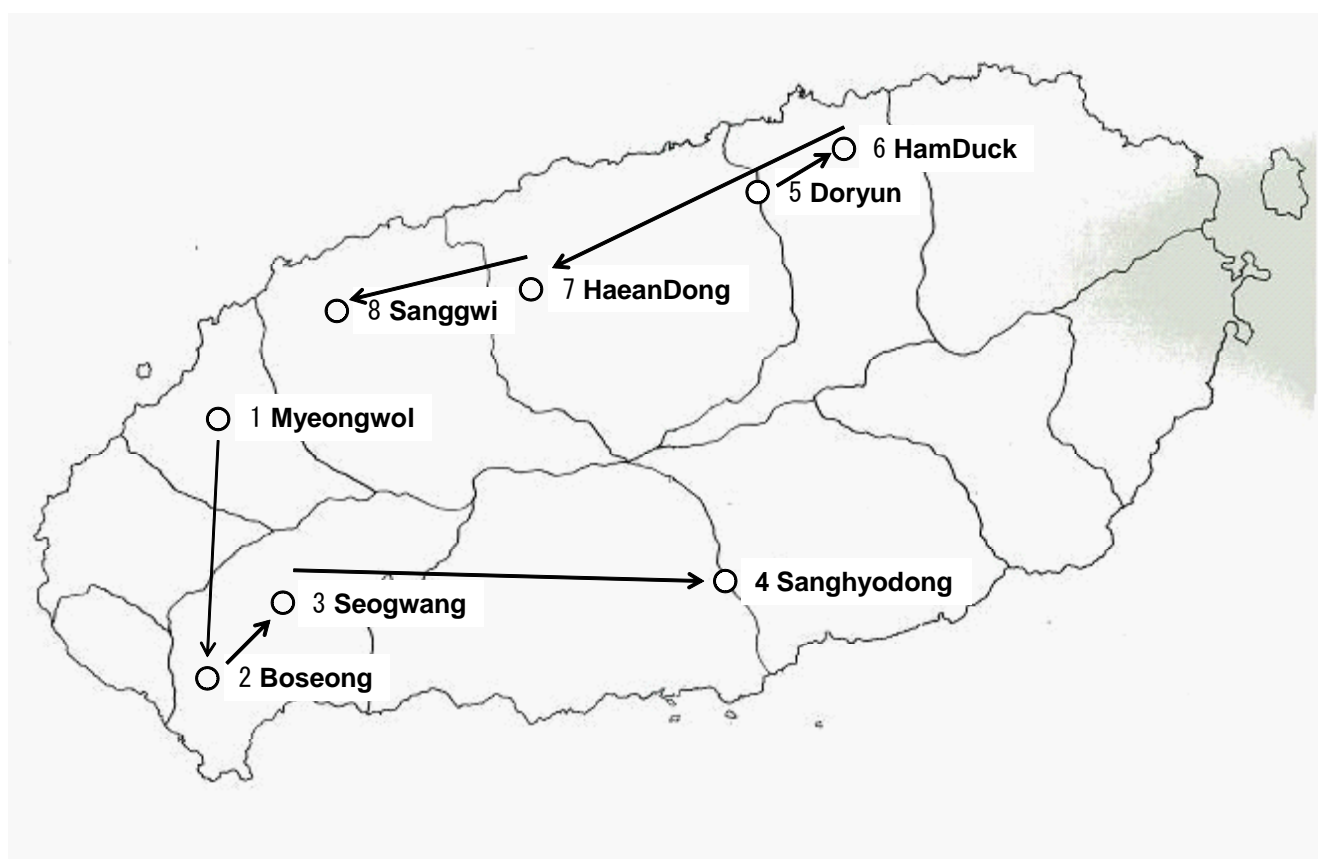 6 HamDuck
5 Doryun
7 HaeanDong
8 Sanggwi
1 Myeongwol
4 Sanghyodong
3 Seogwang
2 Boseong